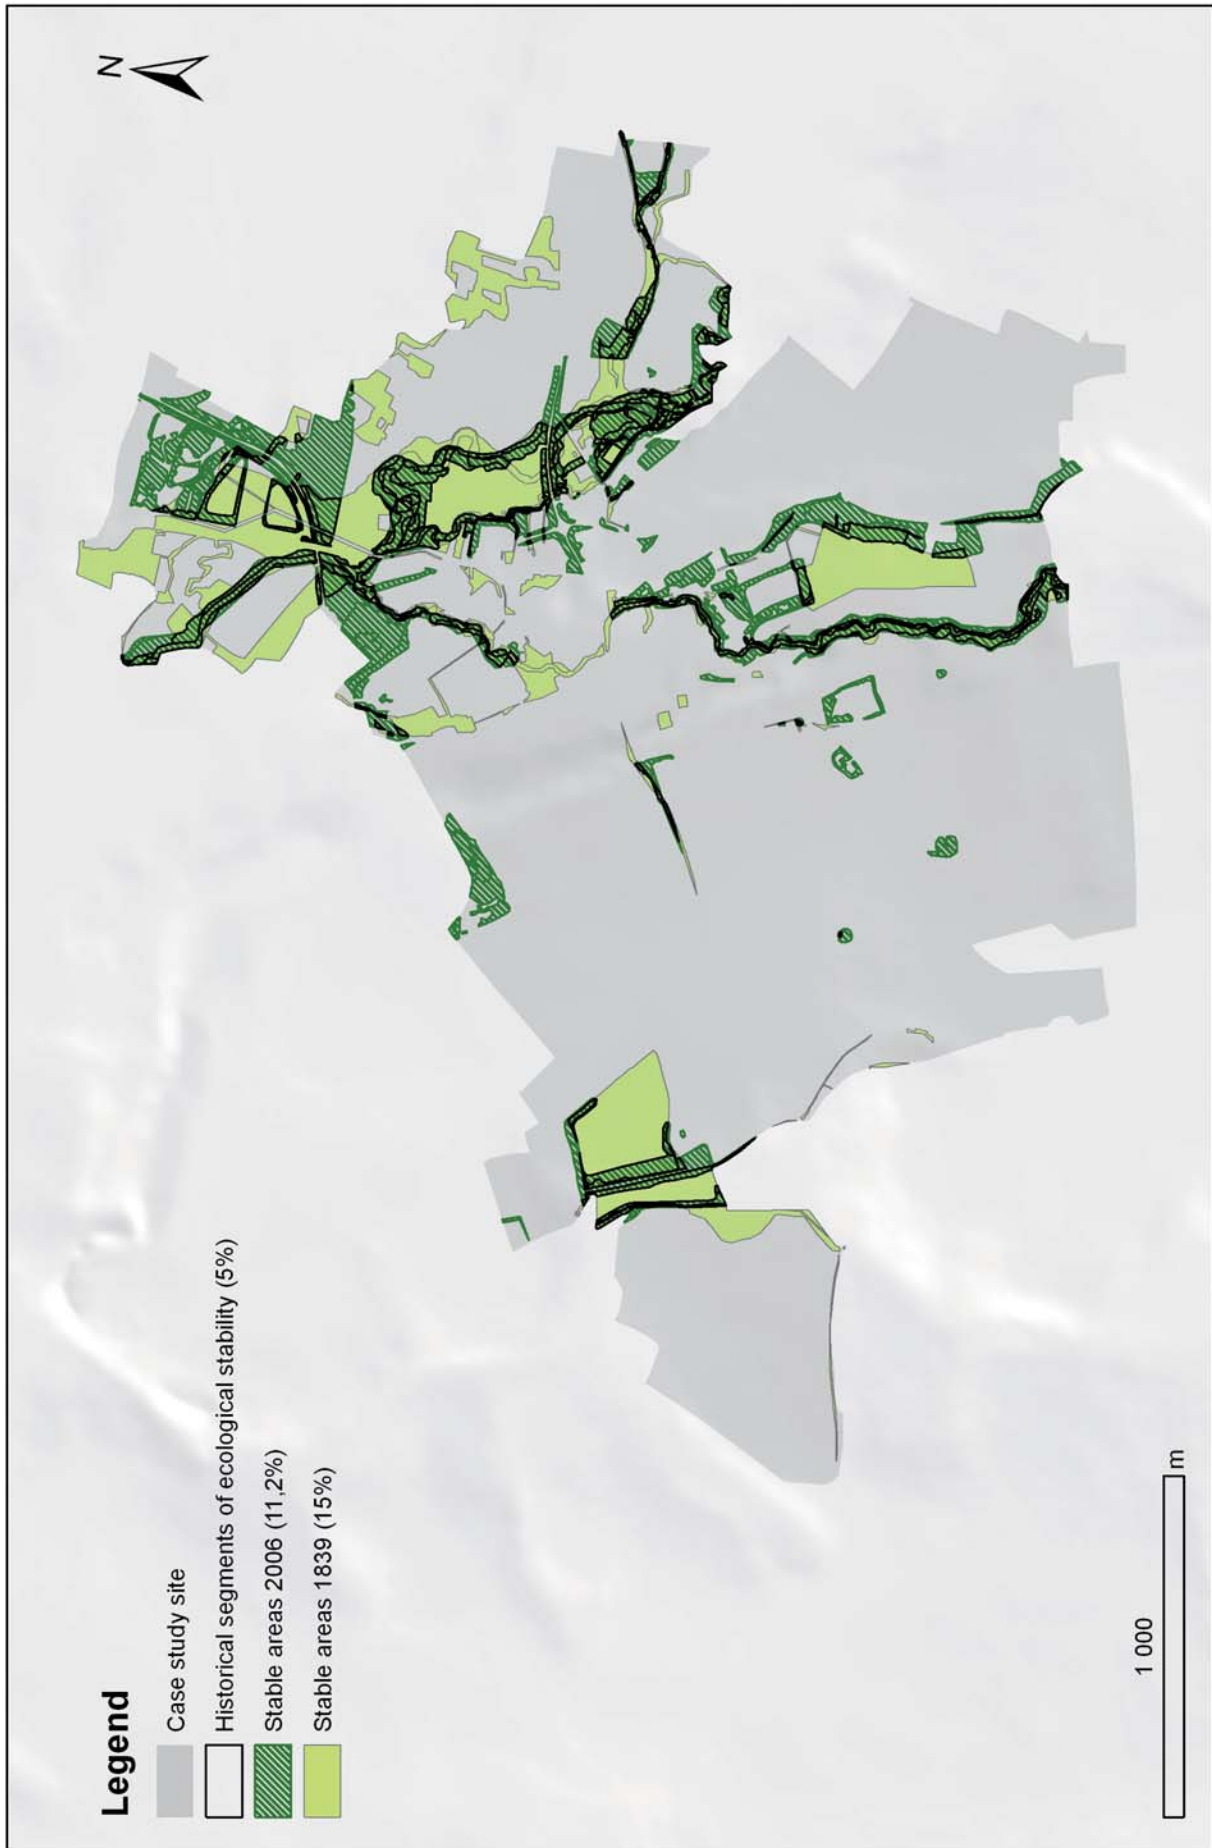 N
Legend
Case study site
Historical segments of ecological stability (5%)
Stable areas 2006 (11,2%)
Stable areas 1839 (15%)
1 000
m